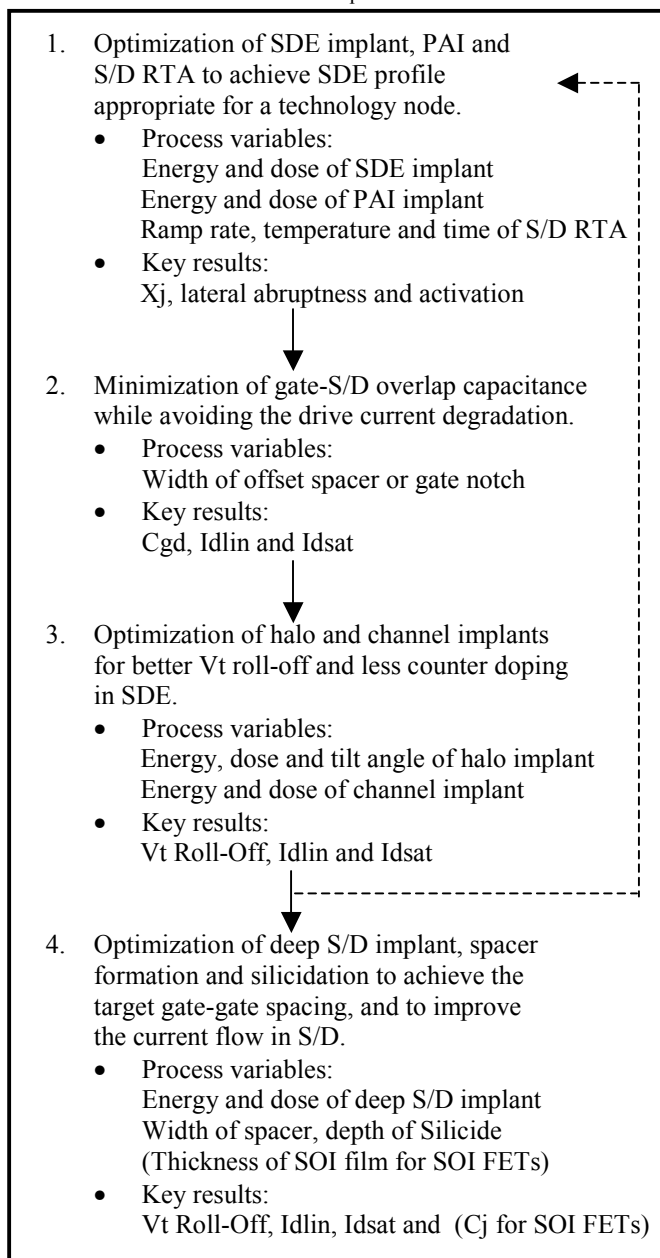 1. Optimization of SDE implant, PAI and
S/D RTA to achieve SDE profile
appropriate for a technology node.
• Process variables:
Energy and dose of SDE implant
Energy and dose of PAI implant
Ramp rate, temperature and time of S/D RTA
• Key results:
Xj, lateral abruptness and activation
2. Minimization of gate-S/D overlap capacitance
while avoiding the drive current degradation.
• Process variables:
Width of offset spacer or gate notch
• Key results:
Cgd, Idlin and Idsat
3. Optimization of halo and channel implants
for better Vt roll-off and less counter doping
in SDE.
• Process variables:
Energy, dose and tilt angle of halo implant
Energy and dose of channel implant
• Key results:
Vt Roll-Off, Idlin and Idsat
4. Optimization of deep S/D implant, spacer
formation and silicidation to achieve the
target gate-gate spacing, and to improve
the current flow in S/D.
• Process variables:
Energy and dose of deep S/D implant
Width of spacer, depth of Silicide
(Thickness of SOI film for SOI FETs)
• Key results:
Vt Roll-Off, Idlin, Idsat and (Cj for SOI FETs)